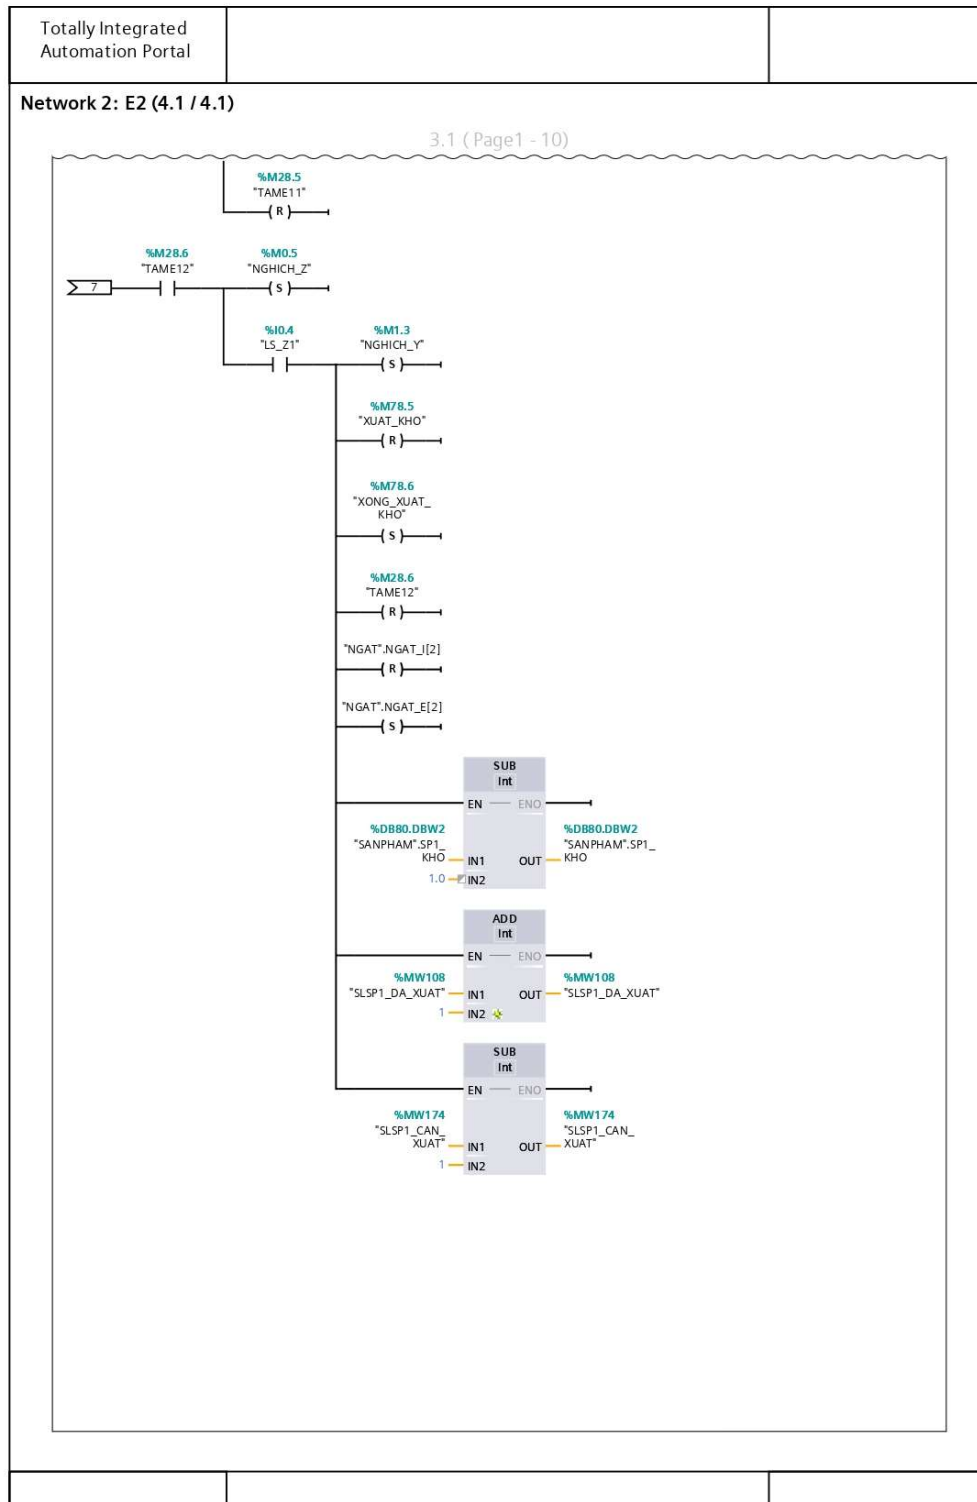 Totally Integrated
Automation Portal
Network 2: E2 (4.1 / 4.1)
3.1 ( Page1 - 10)
%M28.5
"TAME11"
( R )
%M28.6
"TAME12"
%M0.5
"NGHICH_Z"
7
( S )
%I0.4
"LS_Z1"
%M1.3
"NGHICH_Y"
( S )
%M78.5
"XUAT_KHO"
( R )
%M78.6
"XONG_XUAT_
KHO"
( S )
%M28.6
"TAME12"
( R )
"NGAT".NGAT_I[2]
( R )
"NGAT".NGAT_E[2]
( S )
SUB
Int
EN ENO
%DB80.DBW2
"SANPHAM".SP1_
KHO
IN1
OUT
%DB80.DBW2
"SANPHAM".SP1_
KHO
1.0
IN2
ADD
Int
EN ENO
%MW108
"SLSP1_DA_XUAT"
IN1
OUT
%MW108
"SLSP1_DA_XUAT"
1
IN2
SUB
Int
EN ENO
%MW174
"SLSP1_CAN_
XUAT"
IN1
OUT
%MW174
"SLSP1_CAN_
XUAT"
1
IN2